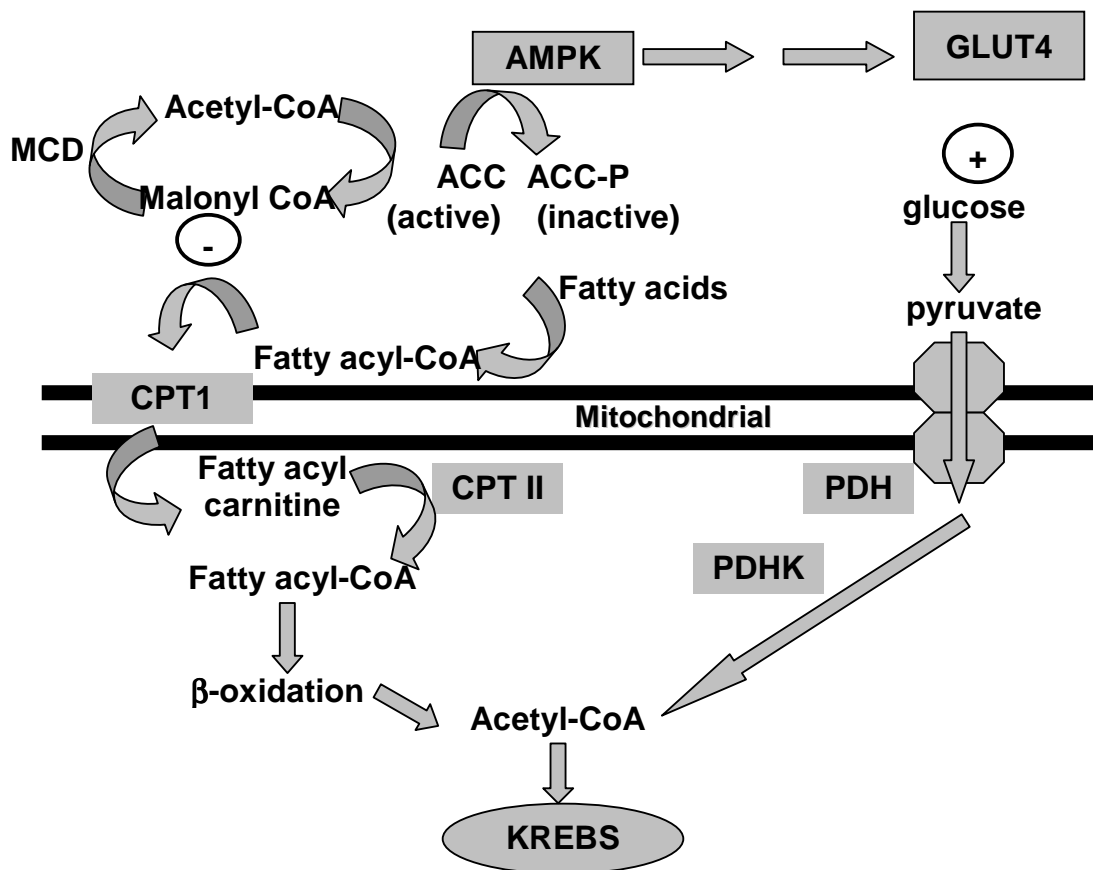 AMPK
GLUT4
Acetyl-CoA
MCD
Malonyl CoA
-
ACC ACC-P
(active) (inactive)
+
glucose
Fatty acids
pyruvate
Fatty acyl-CoA
CPT1
Mitochondrial
Fatty acyl
carnitine
CPT II
PDH
Fatty acyl-CoA
PDHK
β-oxidation
Acetyl-CoA
KREBS